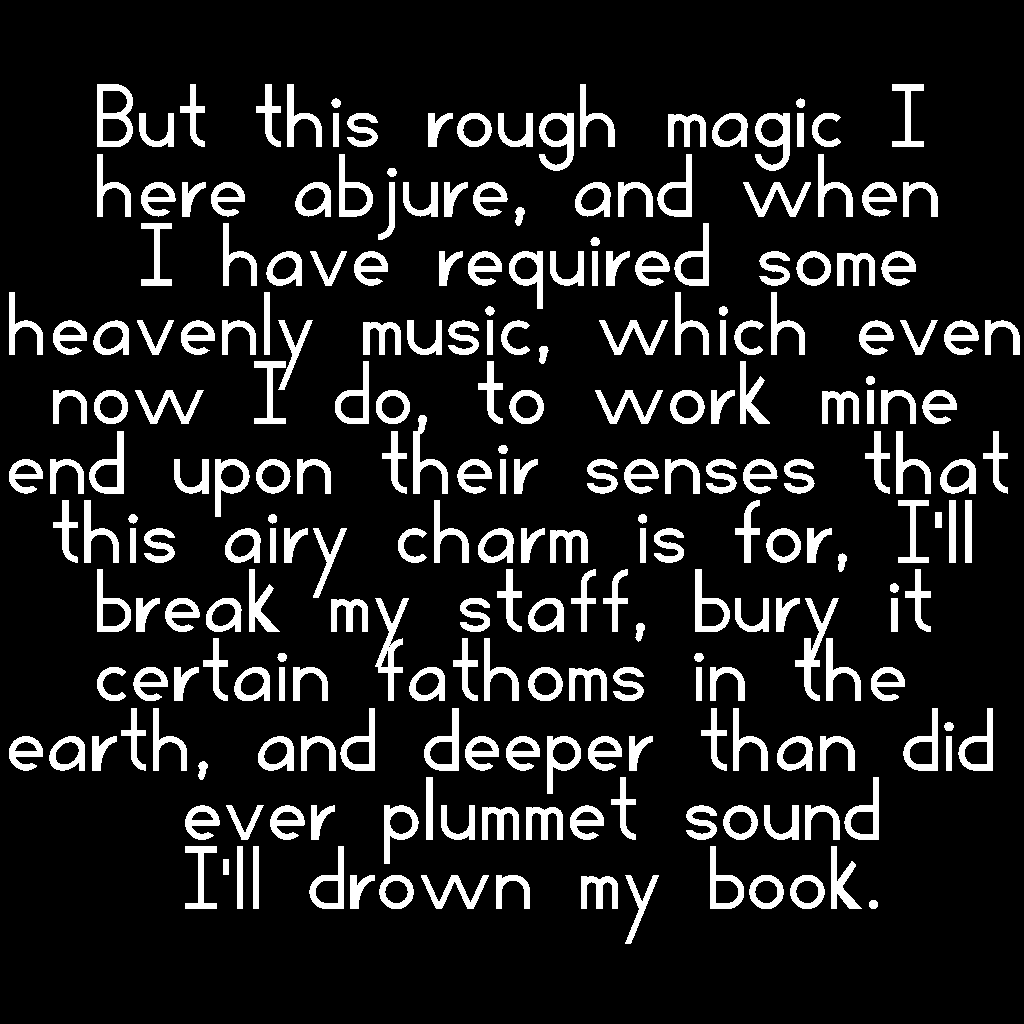 But this rough magic I
here abjure, and when
I have required some
heavenly music, which even
now I do, to work mine
end upon their senses that
this airy charm is for, I'll
break my staff, bury it
certain fathoms in the
earth, and deeper than did
ever plummet sound
I'll drown my book.